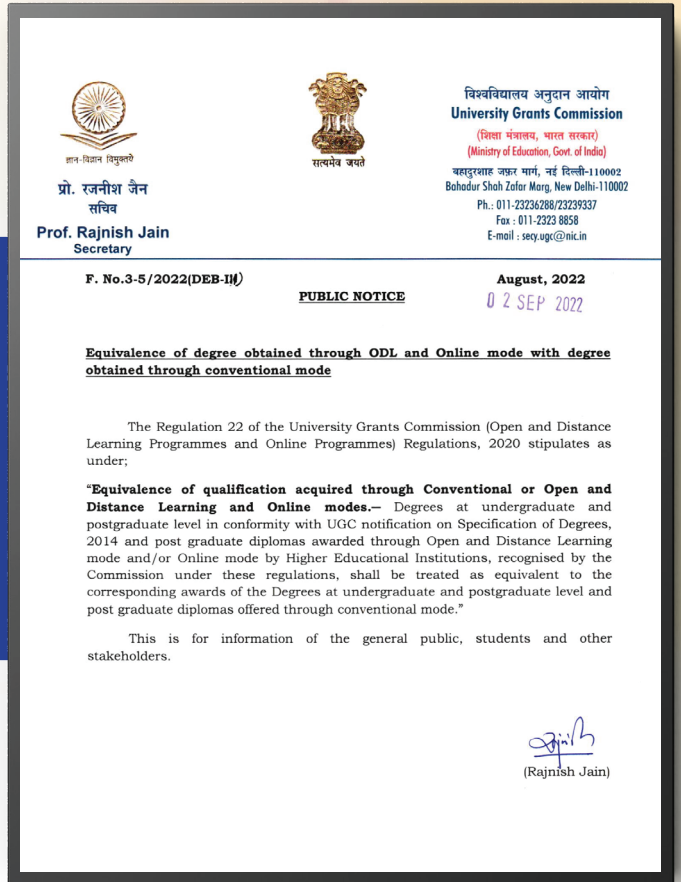 ज्ञान-विज्ञान विमुक्तये
प्रो. रजनीश जैन
सचिव
Prof. Rajnish Jain
Secretary
सत्यमेव जयते
विश्वविद्यालय अनुदान आयोग
University Grants Commission
(शिक्षा मंत्रालय, भारत सरकार)
(Ministry of Education, Govt. of India)
बहादुरशाह जफ़र मार्ग, नई दिल्ली-110002
Bahadur Shah Zafar Marg, New Delhi-110002
Ph.: 011-23236288/23239337
Fax : 011-2323 8858
E-mail : secy.ugc@nic.in
F. No.3-5/2022(DEB-III)
August, 2022
PUBLIC NOTICE
02 SEP 2022
Equivalence of degree obtained through ODL and Online mode with degree
obtained through conventional mode
The Regulation 22 of the University Grants Commission (Open and Distance
Learning Programmes and Online Programmes) Regulations, 2020 stipulates as
under;
“Equivalence of qualification acquired through Conventional or Open and
Distance Learning and Online modes.— Degrees at undergraduate and
postgraduate level in conformity with UGC notification on Specification of Degrees,
2014 and post graduate diplomas awarded through Open and Distance Learning
mode and/or Online mode by Higher Educational Institutions, recognised by the
Commission under these regulations, shall be treated as equivalent to the
corresponding awards of the Degrees at undergraduate and postgraduate level and
post graduate diplomas offered through conventional mode.”
This is for information of the general public, students and other
stakeholders.
(Rajnish Jain)